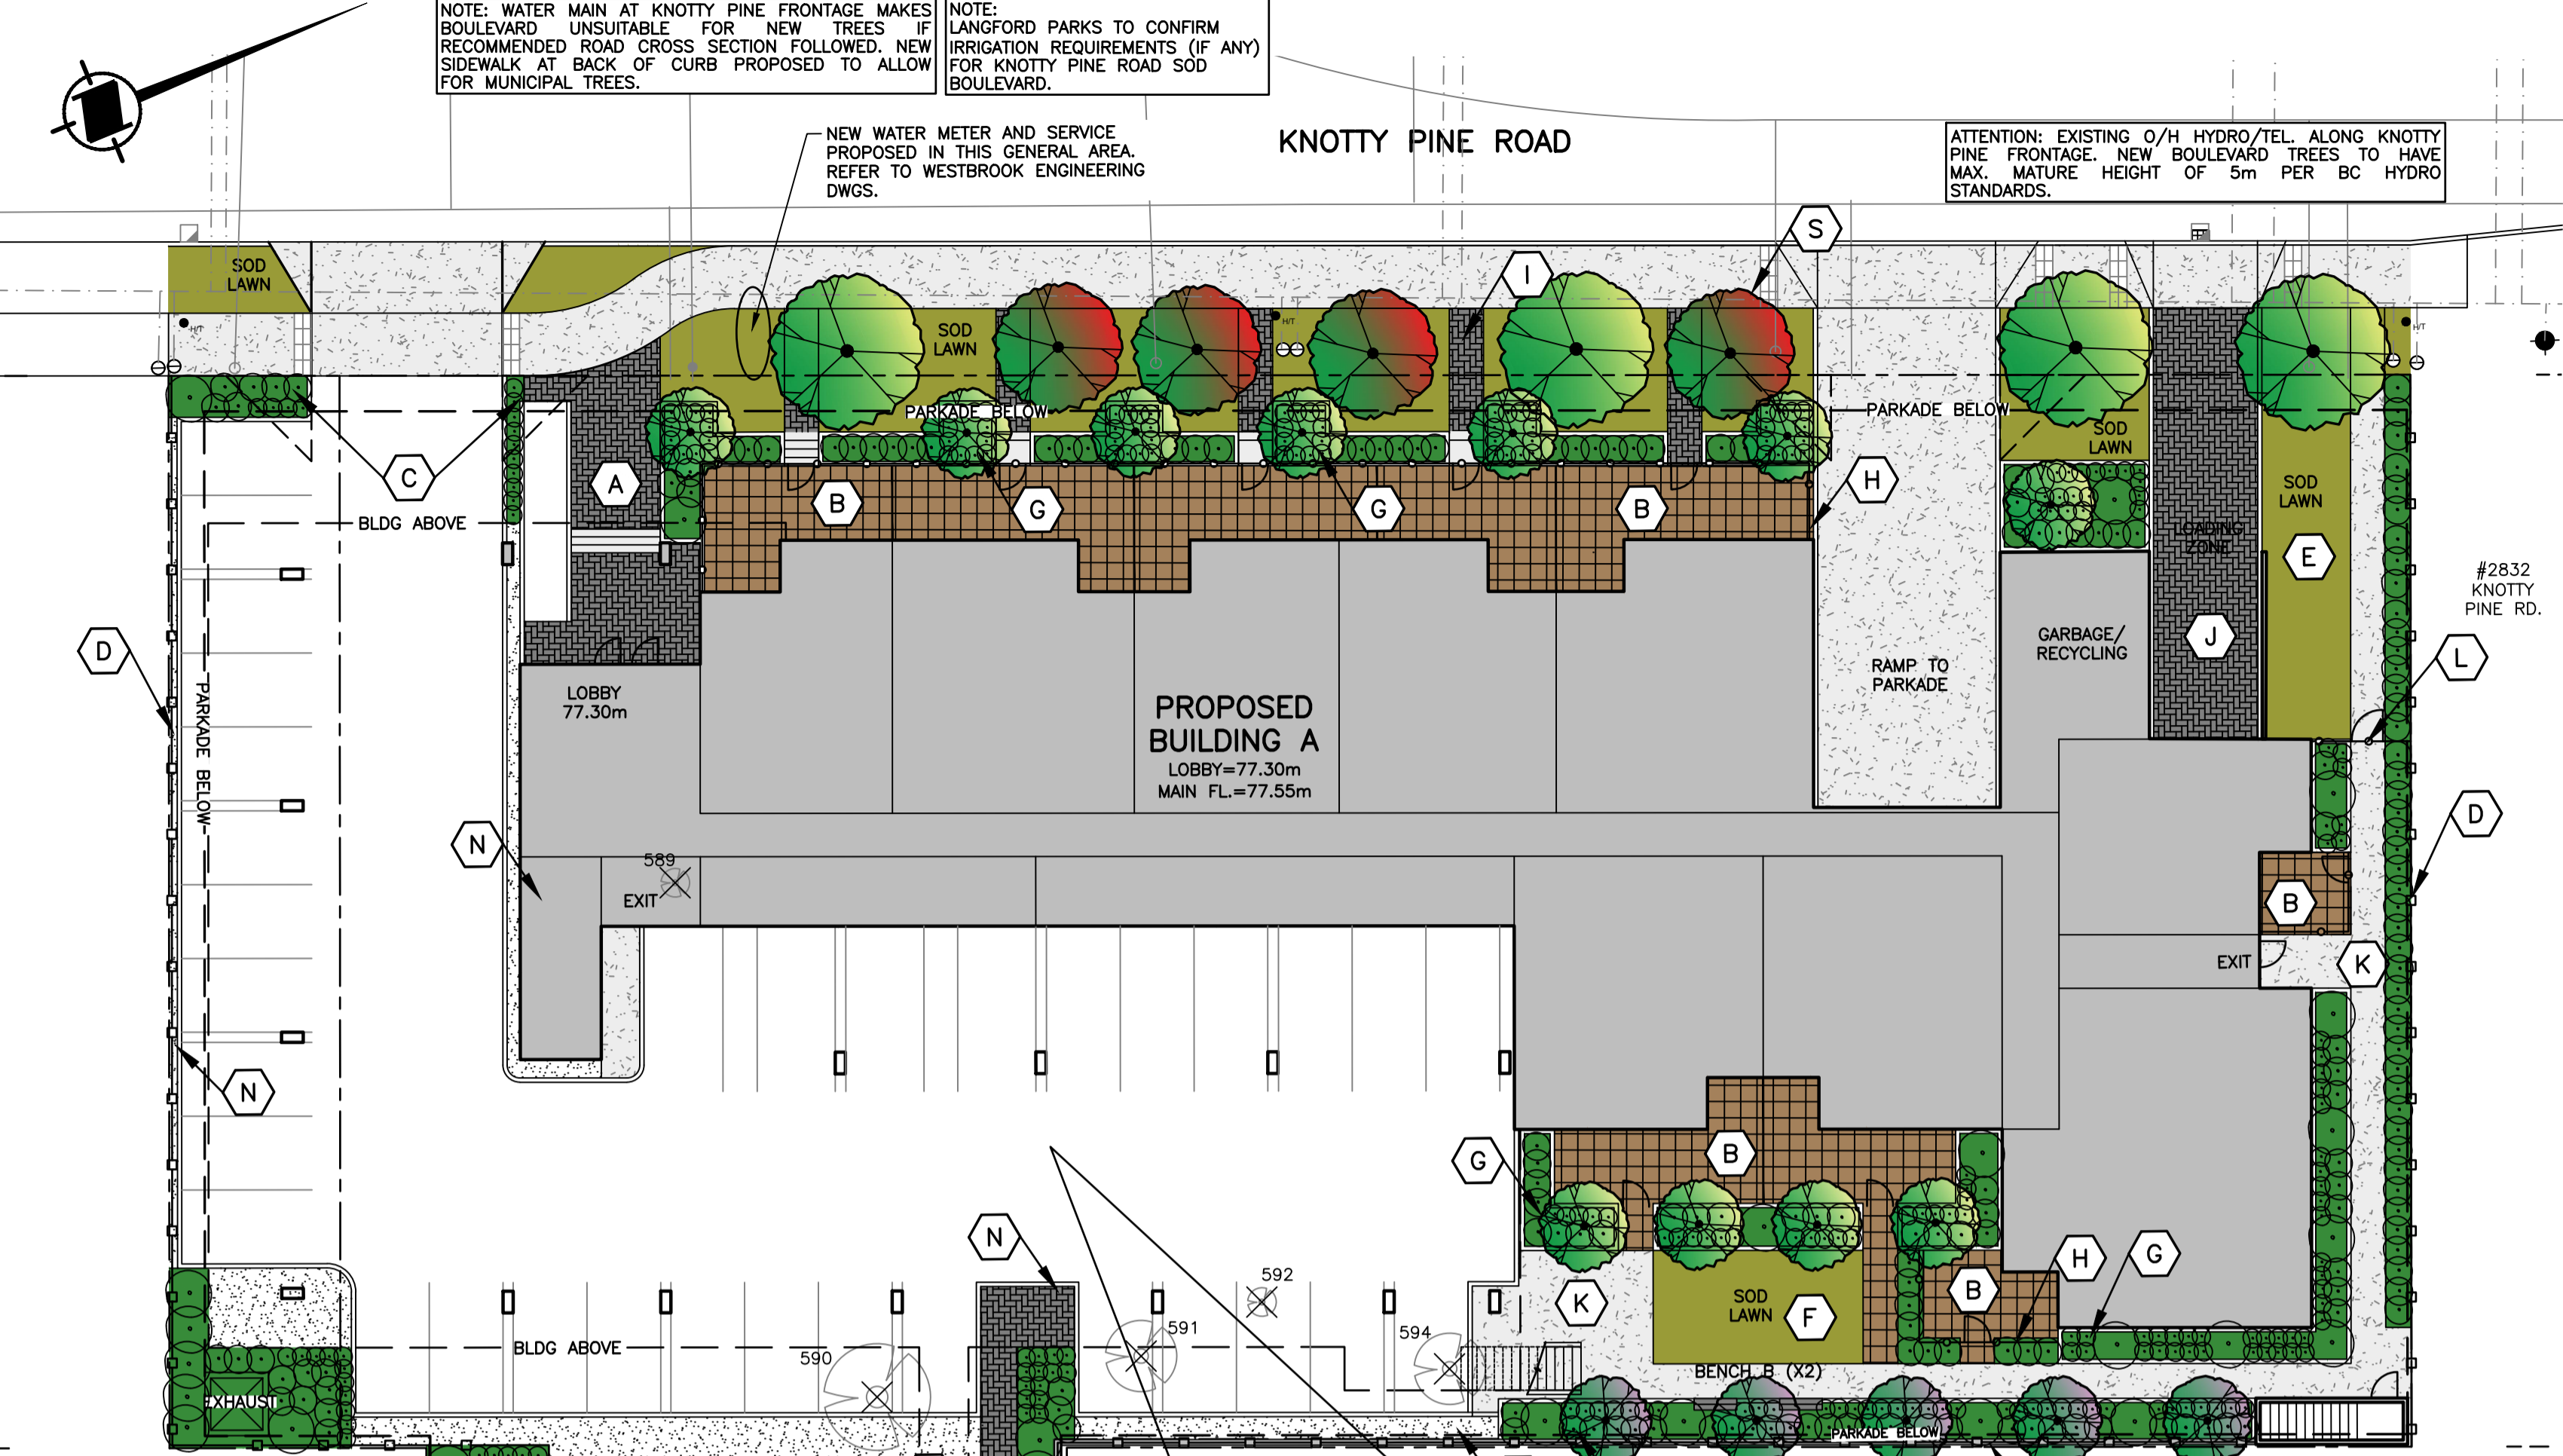 NOTE: WATER MAIN AT KNOTTY PINE FRONTAGE MAKES
BOULEVARD UNSUITABLE FOR NEW TREES IF
RECOMMENDED ROAD CROSS SECTION FOLLOWED. NEW
SIDEWALK AT BACK OF CURB PROPOSED TO ALLOW
FOR MUNICIPAL TREES.
NOTE:
LANGFORD PARKS TO CONFIRM
IRRIGATION REQUIREMENTS (IF ANY)
FOR KNOTTY PINE ROAD SOD
BOULEVARD.
NEW WATER METER AND SERVICE
PROPOSED IN THIS GENERAL AREA.
REFER TO WESTBROOK ENGINEERING
DWGS.
KNOTTY PINE ROAD
ATTENTION: EXISTING O/H HYDRO/TEL. ALONG KNOTTY
PINE FRONTAGE. NEW BOULEVARD TREES TO HAVE
MAX. MATURE HEIGHT OF 5m PER BC HYDRO
STANDARDS.
S
I
SOD
LAWN
H/T
SOD
LAWN
H/T
H/T
PARKADE BELOW
PARKADE BELOW
SOD
LAWN
C
A
B
G
G
B
H
SOD
LAWN
BLDG ABOVE
LOADING
ZONE
E
#2832
KNOTTY
PINE RD.
D
J
L
GARBAGE/
RECYCLING
RAMP TO
PARKADE
LOBBY
77.30m
PARKADE BELOW
PROPOSED
BUILDING A
LOBBY=77.30m
MAIN FL.=77.55m
D
N
589
EXIT
B
EXIT
K
N
G
B
N
H
G
592
K
SOD
LAWN
F
B
591
594
BLDG ABOVE
590
BENCH B (X2)
EXHAUST
PARKADE BELOW